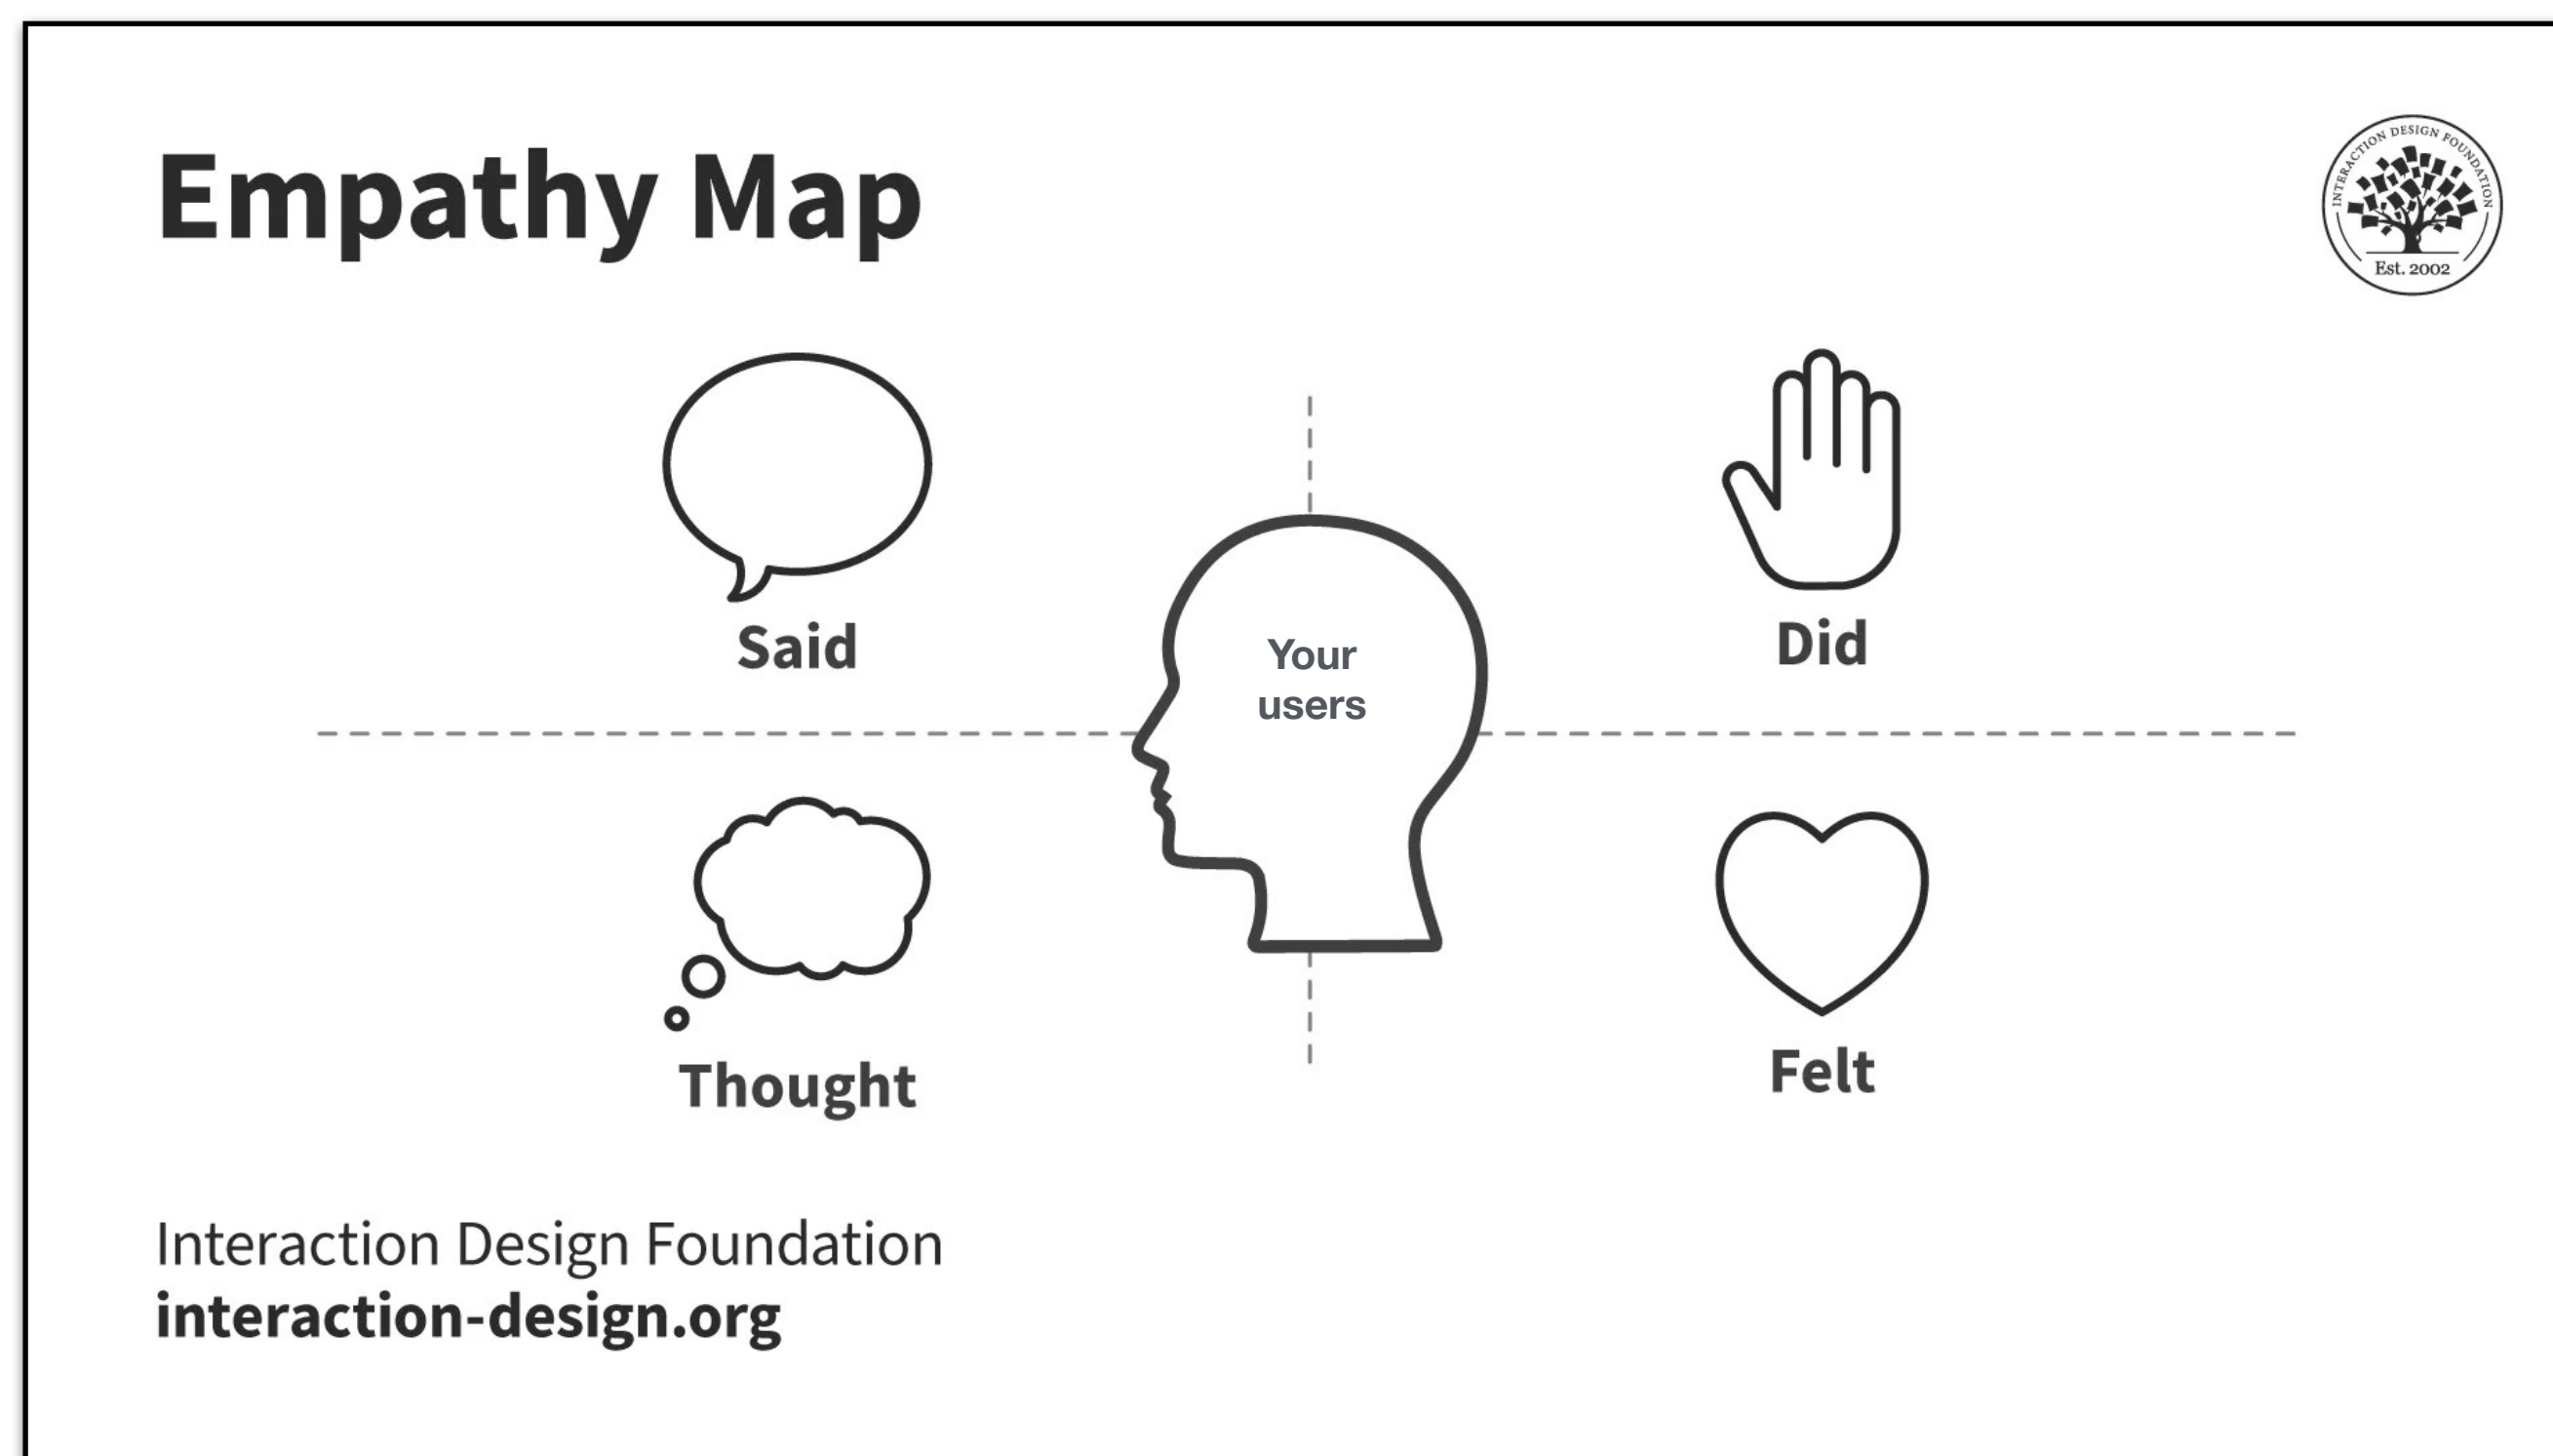 Empathy Map
INTERACTION DESIGN FOUNDATION
Est. 2002
Said
Did
Your
users
Thought
Felt
Interaction Design Foundation
interaction-design.org